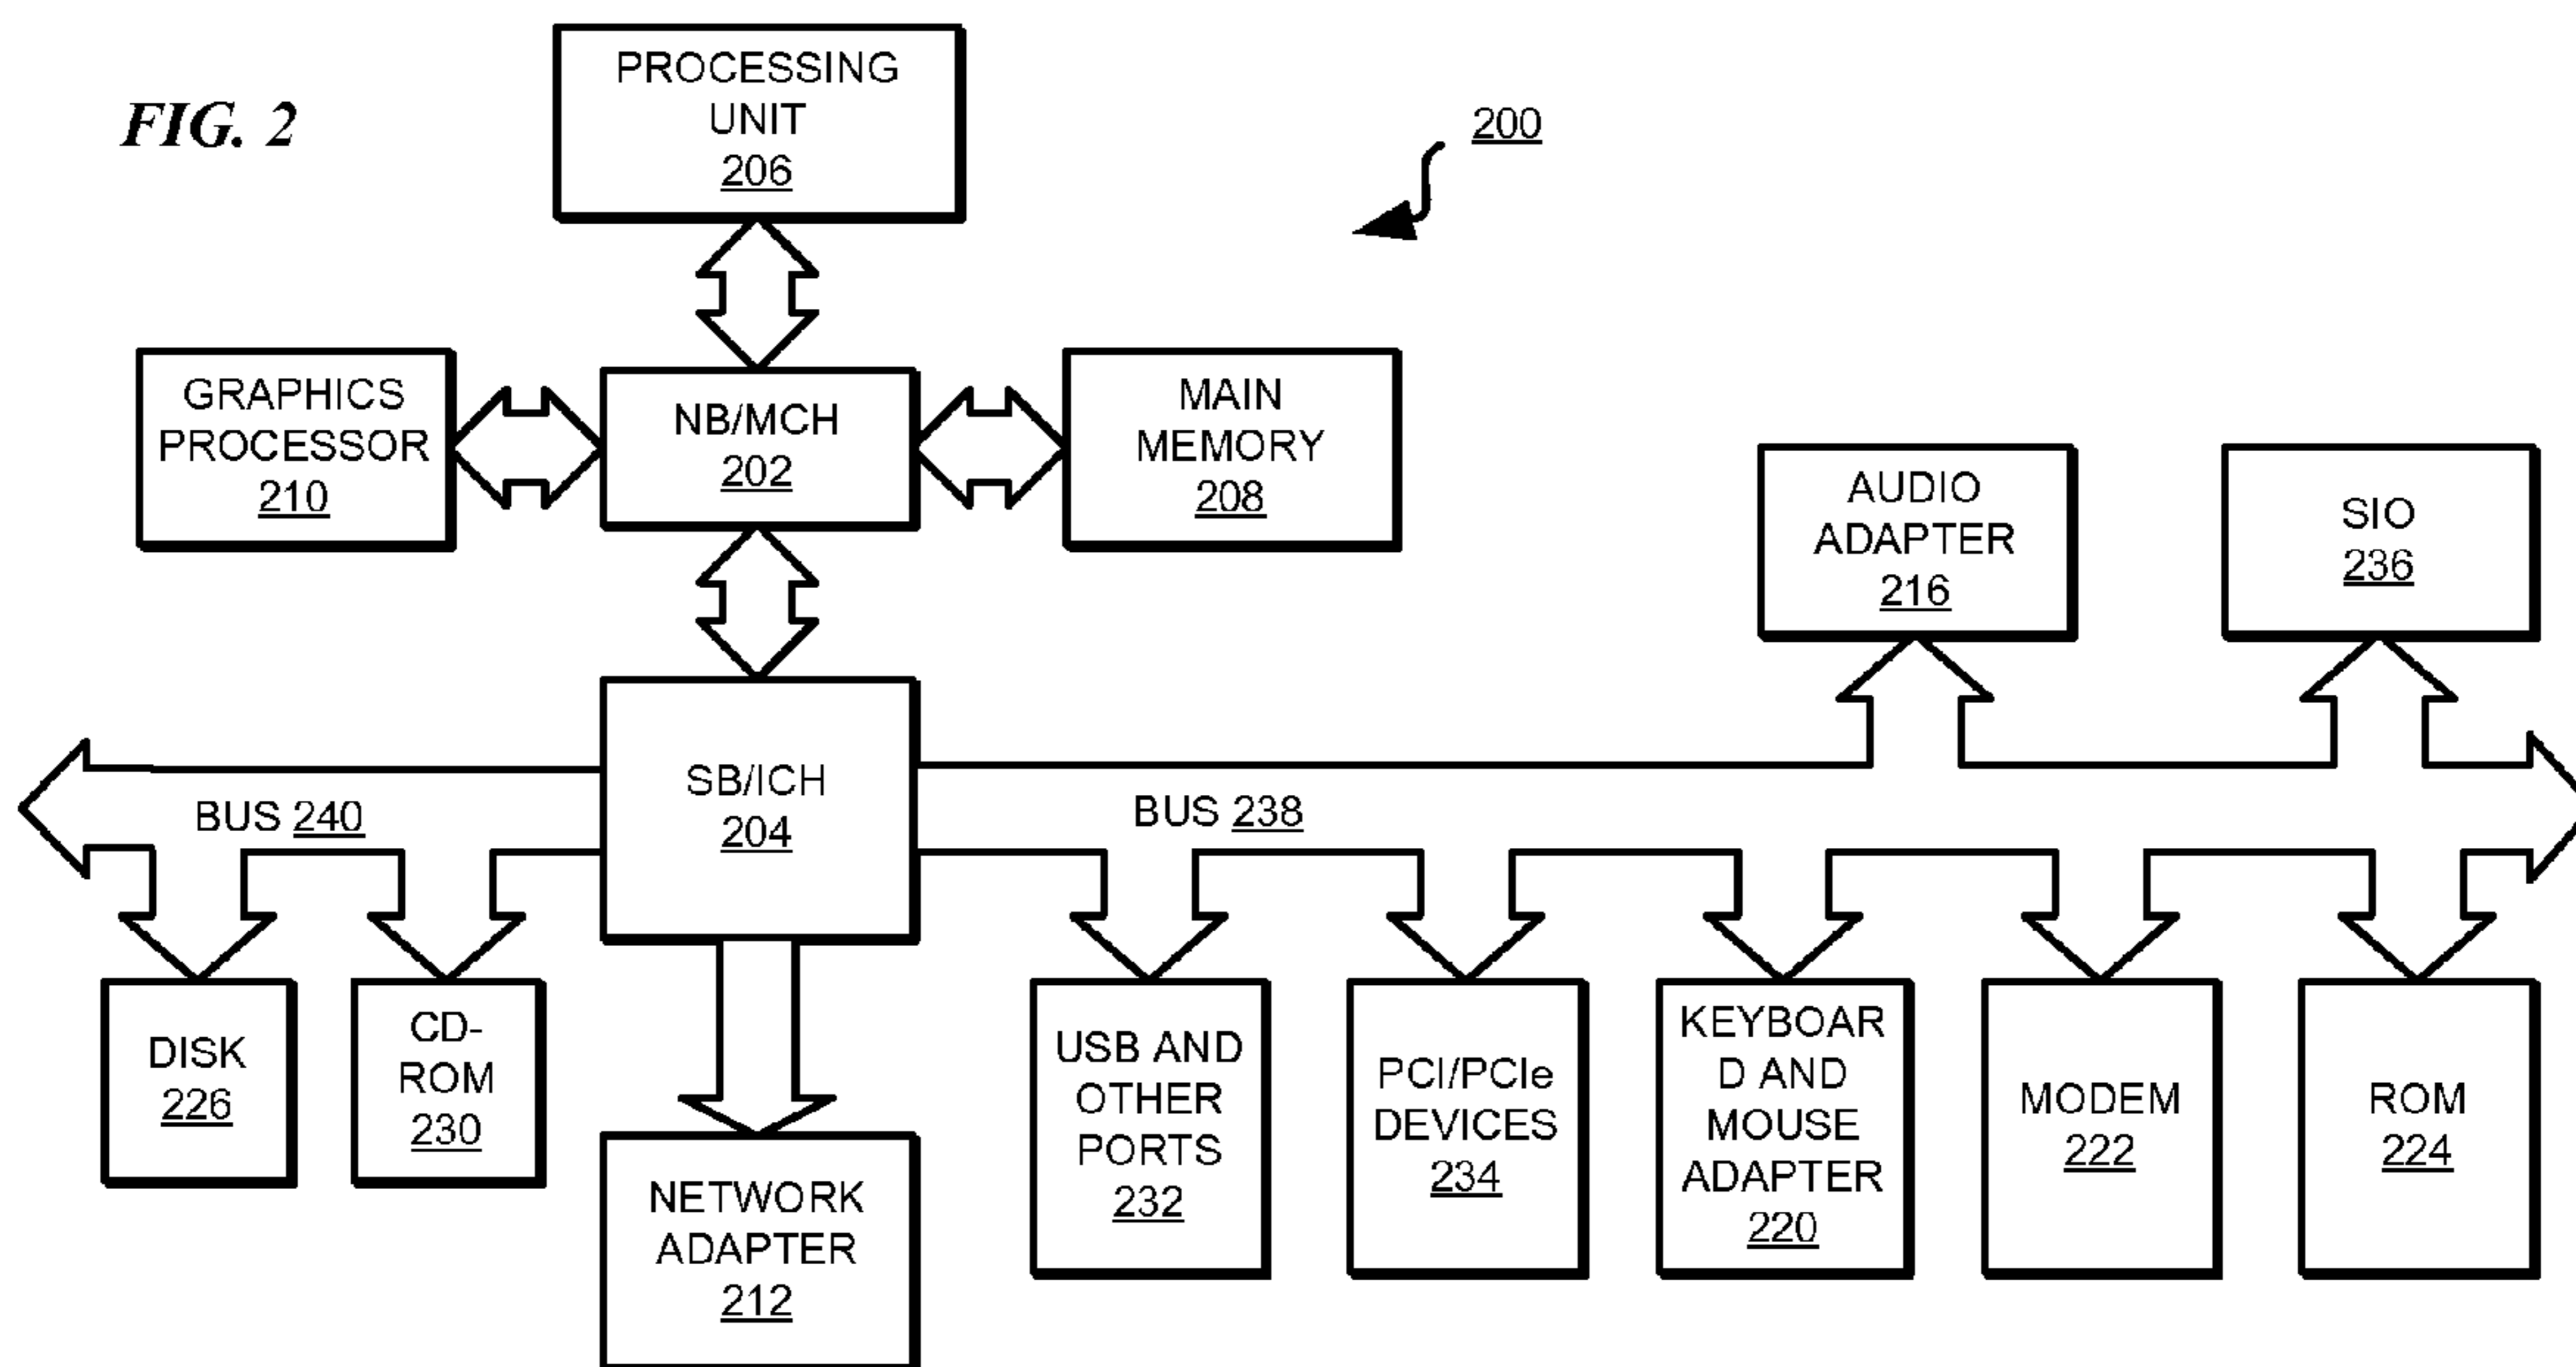 FIG. 2
PROCESSING
UNIT
206
200
GRAPHICS
PROCESSOR
210
NB/MCH
202
MAIN
MEMORY
208
AUDIO
ADAPTER
216
SIO
236
SB/ICH
204
BUS 240
BUS 238
DISK
226
CD-
ROM
230
NETWORK
ADAPTER
212
USB AND
OTHER
PORTS
232
PCI/PCIe
DEVICES
234
KEYBOAR
D AND
MOUSE
ADAPTER
220
MODEM
222
ROM
224